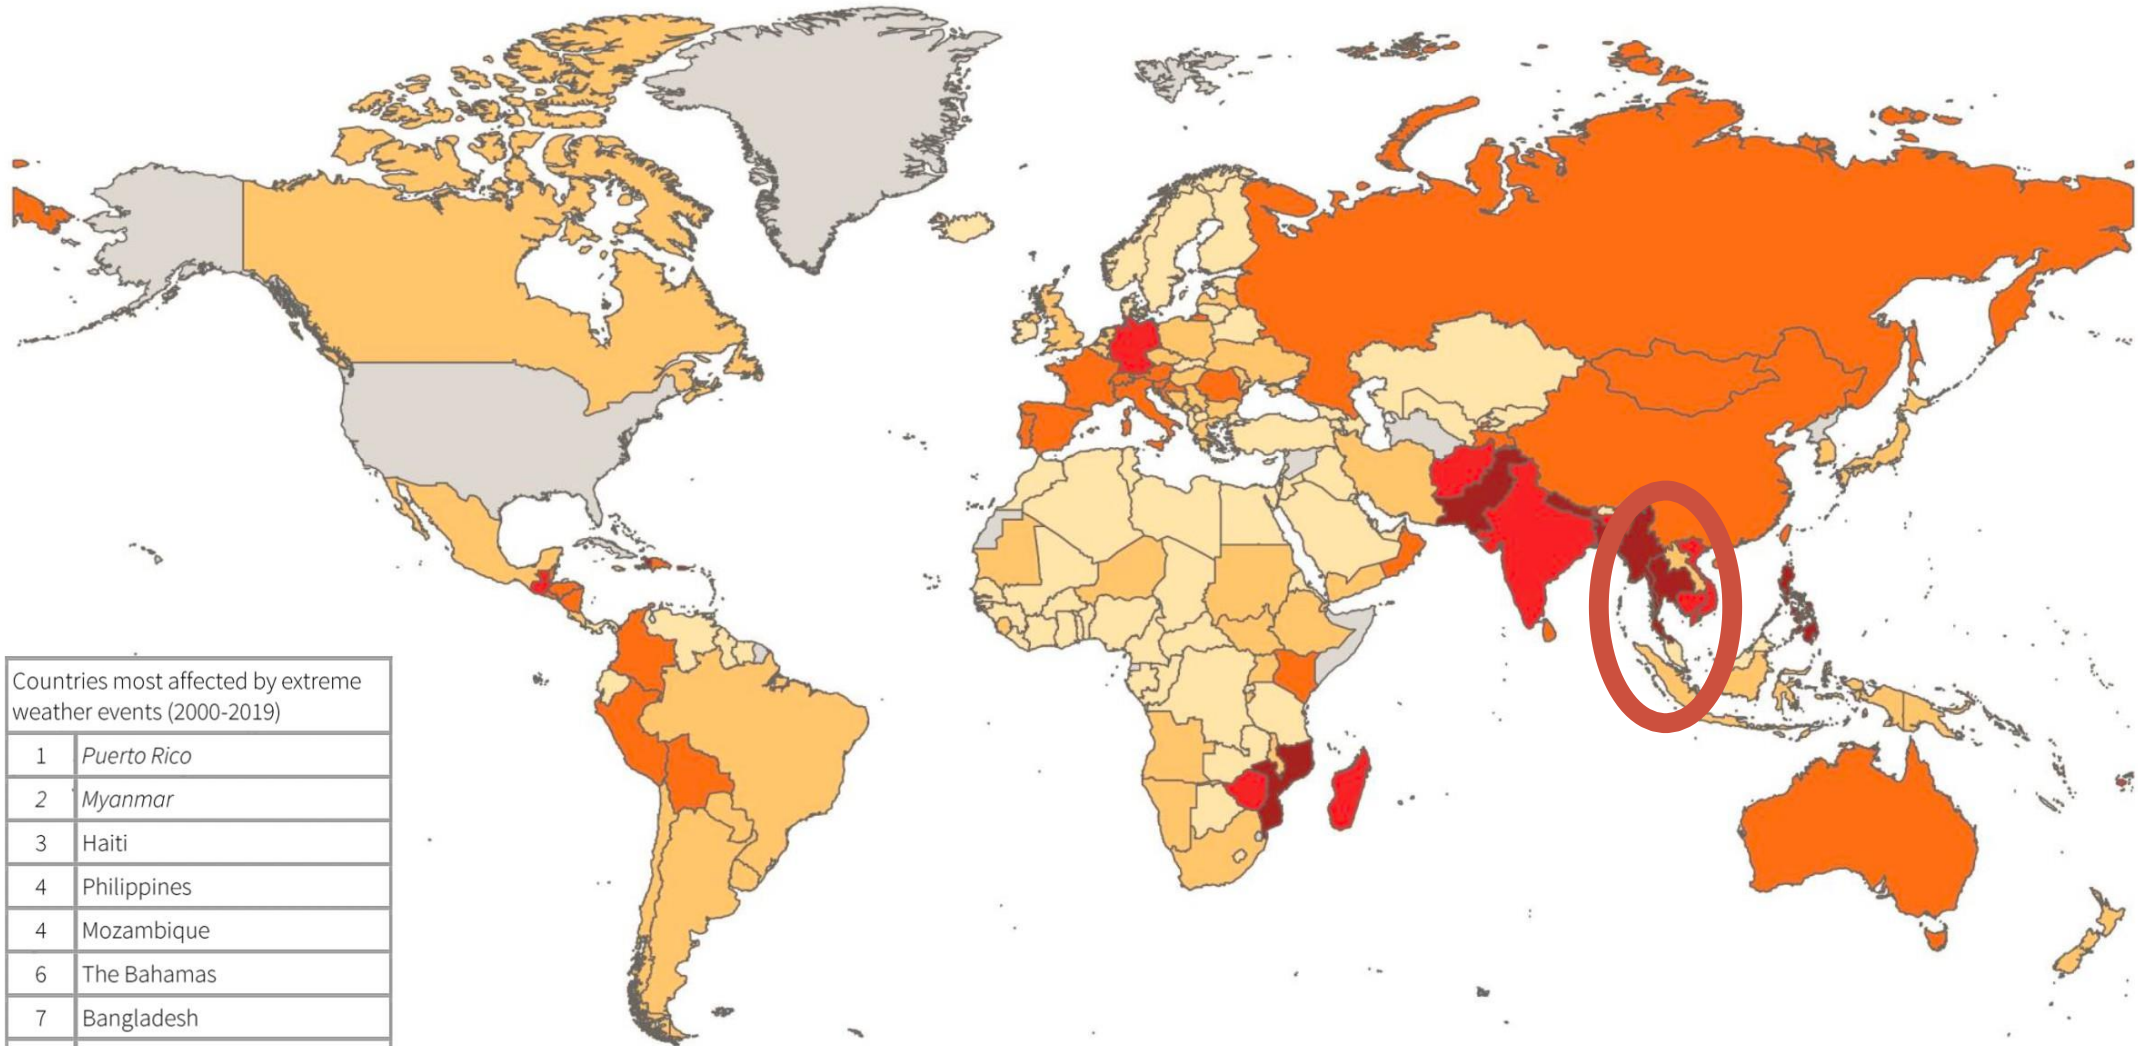 Countries most affected by extreme
weather events (2000-2019)
1 Puerto Rico
2 Myanmar
3 Haiti
4 Philippines
4 Mozambique
6 The Bahamas
7 Bangladesh